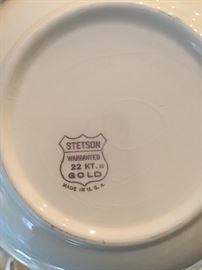 STETSON
WARRANTED
22 KT.
GOLD
MADE IN U.S.A.